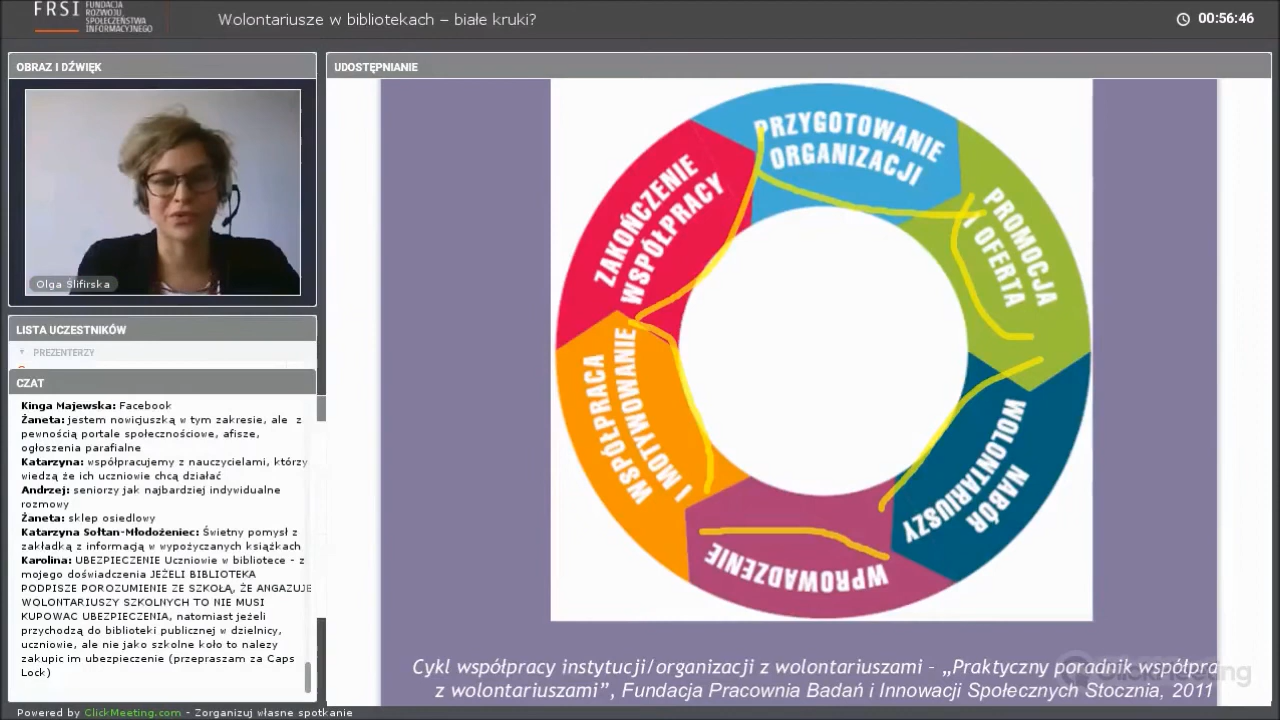 FRSI
FUNDACJA
ROZWOJU
SPOŁECZEŃSTWA
INFORMACYJNEGO
Wolontariusze w bibliotekach – białe kruki?
00:56:46
OBRAZ I DŹWIĘK
Olga Ślifirska
LISTA UCZESTNIKÓW
PREZENTERZY
CZAT
Kinga Majewska: Facebook
Żaneta: jestem nowicjuszką w tym zakresie, ale z
pewnością portale społecznościowe, afisze,
ogłoszenia parafialne
Katarzyna: współpracujemy z nauczycielami, którzy
wiedzą że ich uczniowie chcą działać
Andrzej: seniorzy jak najbardziej indywidualne
rozmowy
Żaneta: sklep osiedlowy
Katarzyna Sołtan-Młodożeniec: Świetny pomysł z
zakładką z informacją w wypożyczanych książkach
Karolina: UBEZPIECZENIE Uczniowie w bibliotece - z
mojego doświadczenia JEŻELI BIBLIOTEKA
PODPISZE POROZUMIENIE ZE SZKOŁĄ, ŻE ANGAZUJE
WOLONTARIUSZY SZKOLNYCH TO NIE MUSI
KUPOWAC UBEZPIECZENIA, natomiast jeżeli
przychodzą do biblioteki publicznej w dzielnicy,
uczniowie, ale nie jako szkolne koło to nalezy
zakupic im ubezpieczenie (przepraszam za Caps
Lock)
UDOSTĘPNIANIE
PRZYGOTOWANIE
ORGANIZACJI
PROMOCJA
I OFERTA
NABÓR
WOLONTARIUSZY
WPROWADZENIE
WSPÓŁPRACA
I MOTYWOWANIE
ZAKOŃCZENIE
WSPÓŁPRACY
Cykl współpracy instytucji/organizacji z wolontariuszami - „Praktyczny poradnik współpra
z wolontariuszami”, Fundacja Pracownia Badań i Innowacji Społecznych Stocznia, 2011
ClickMeeting
Powered by ClickMeeting.com - Zorganizuj własne spotkanie